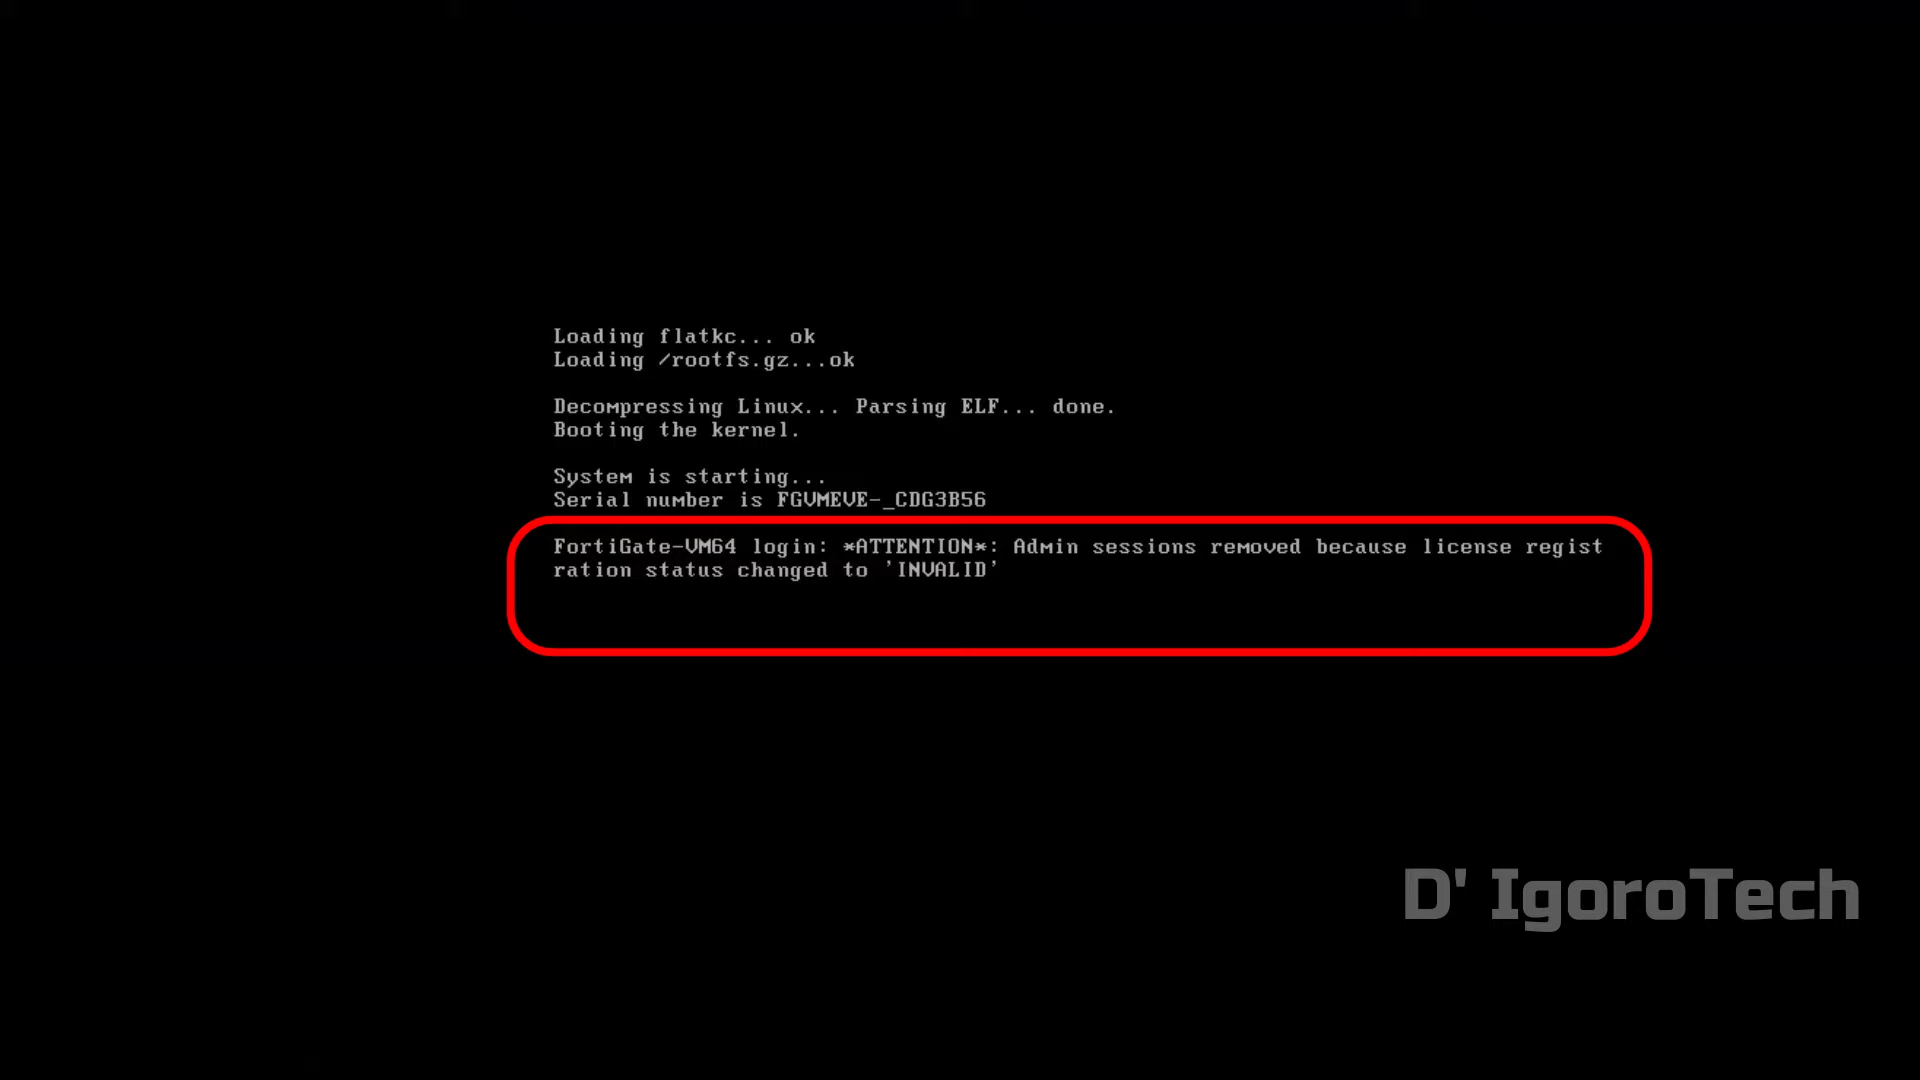 Loading flatkc... ok
Loading /rootfs.gz...ok
Decompressing Linux... Parsing ELF... done.
Booting the kernel.
System is starting...
Serial number is FGVMEVE-_CDG3B56
FortiGate-VM64 login: *ATTENTION*: Admin sessions removed because license regist
ration status changed to 'INVALID'
D' IgoroTech